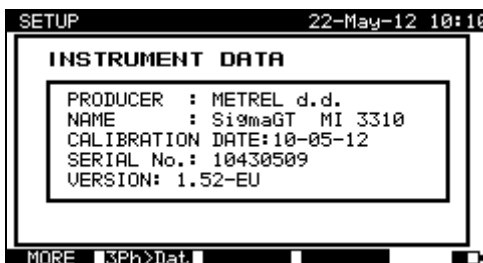 SETUP 22-May-12 10:10
INSTRUMENT DATA
PRODUCER : METREL d.d.
NAME : SigmaGT MI 3310
CALIBRATION DATE:10-05-12
SERIAL No.: 10430509
VERSION: 1.52-EU
MORE 3Ph>Dat.